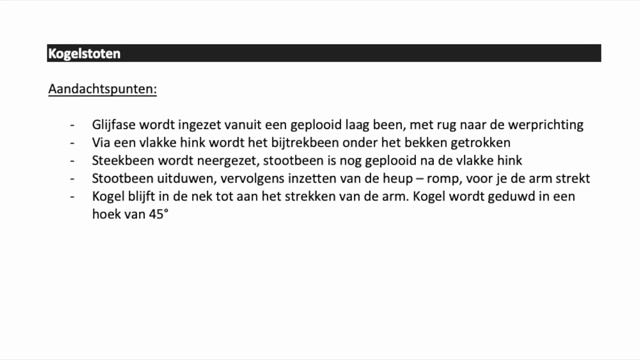 Kogelstoten
Aandachtspunten:
- Glijfase wordt ingezet vanuit een geplooid laag been, met rug naar de werprichting
- Via een vlakke hink wordt het bijtrekbeen onder het bekken getrokken
- Steekbeen wordt neergezet, stootbeen is nog geplooid na de vlakke hink
- Stootbeen uitduwen, vervolgens inzetten van de heup – romp, voor je de arm strekt
- Kogel blijft in de nek tot aan het strekken van de arm. Kogel wordt geduwd in een
hoek van 45°